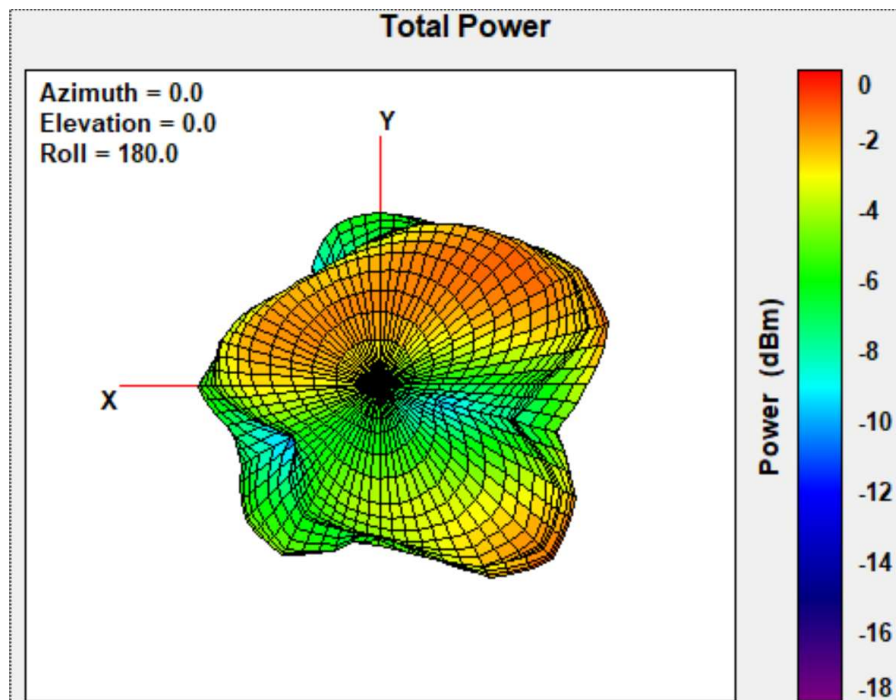 Total Power
Azimuth = 0.0
Elevation = 0.0
Roll = 180.0
Y
X
Power (dBm)
0
-2
-4
-6
-8
-10
-12
-14
-16
-18